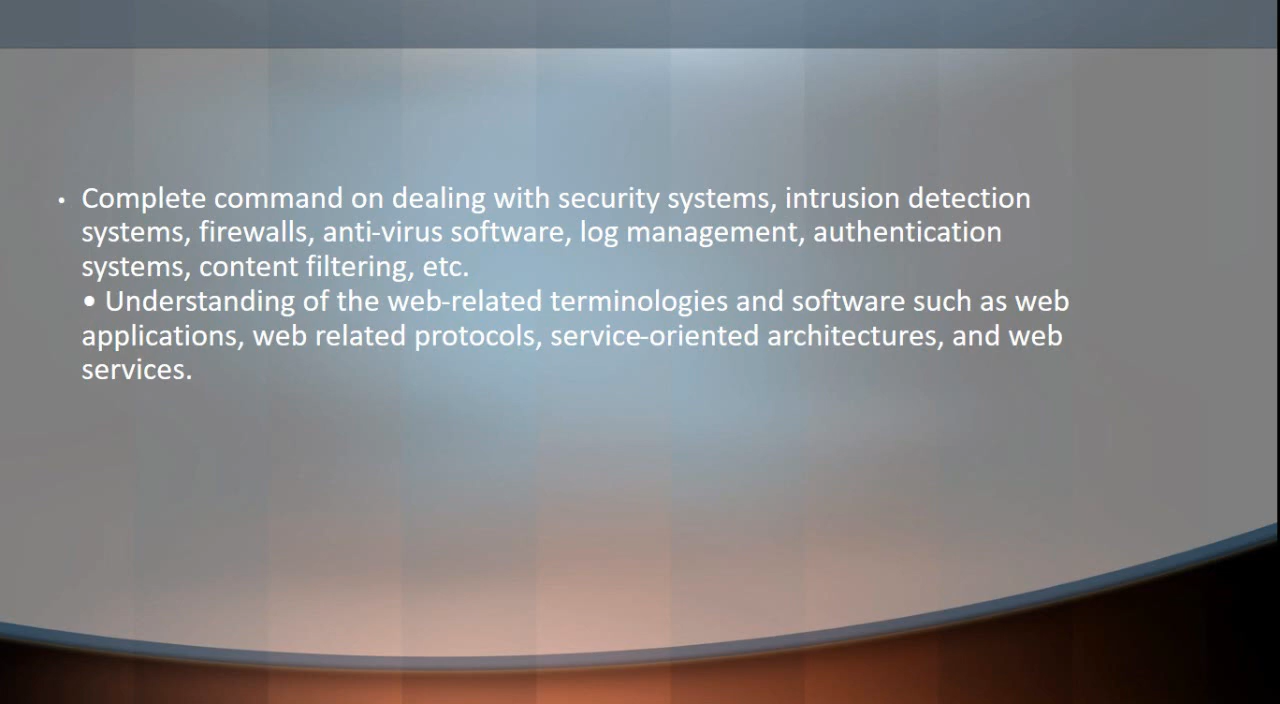 • Complete command on dealing with security systems, intrusion detection
systems, firewalls, anti-virus software, log management, authentication
systems, content filtering, etc.
• Understanding of the web-related terminologies and software such as web
applications, web related protocols, service-oriented architectures, and web
services.